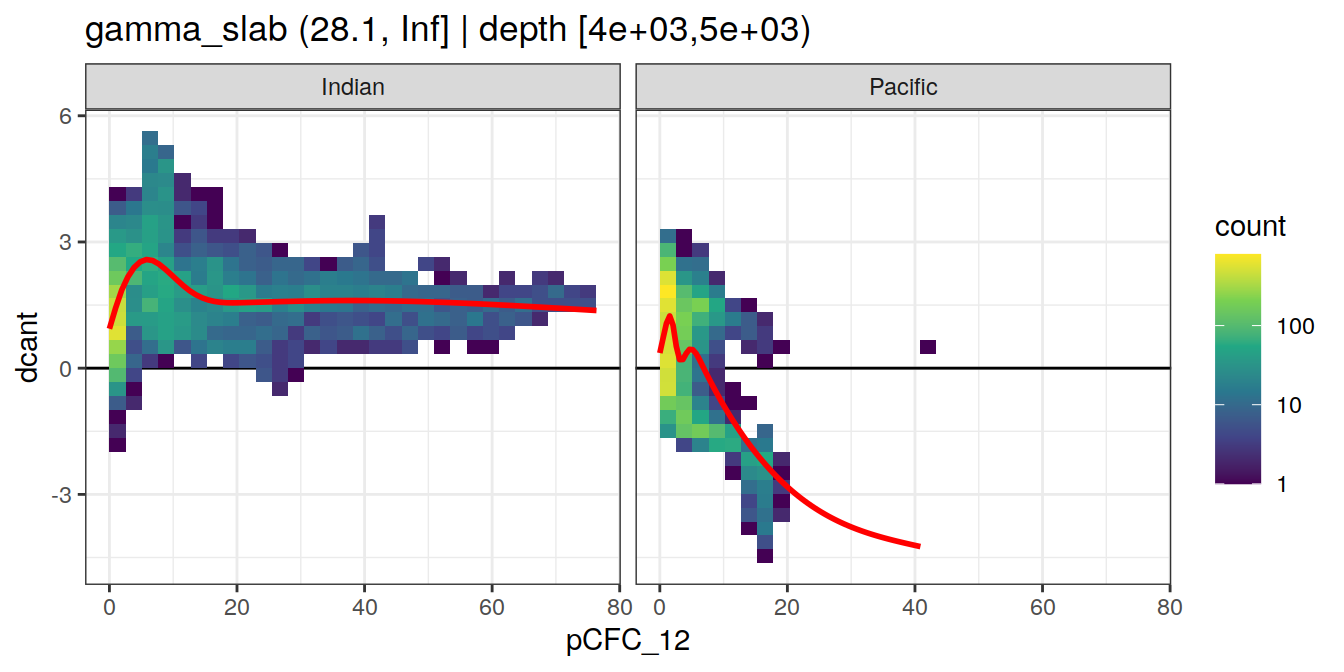 gamma_slab (28.1, Inf] | depth [4e+03,5e+03)
Indian
Pacific
6
3
0
-3
dcant
0
20
40
60
80
0
20
40
60
80
pCFC_12
count
100
10
1